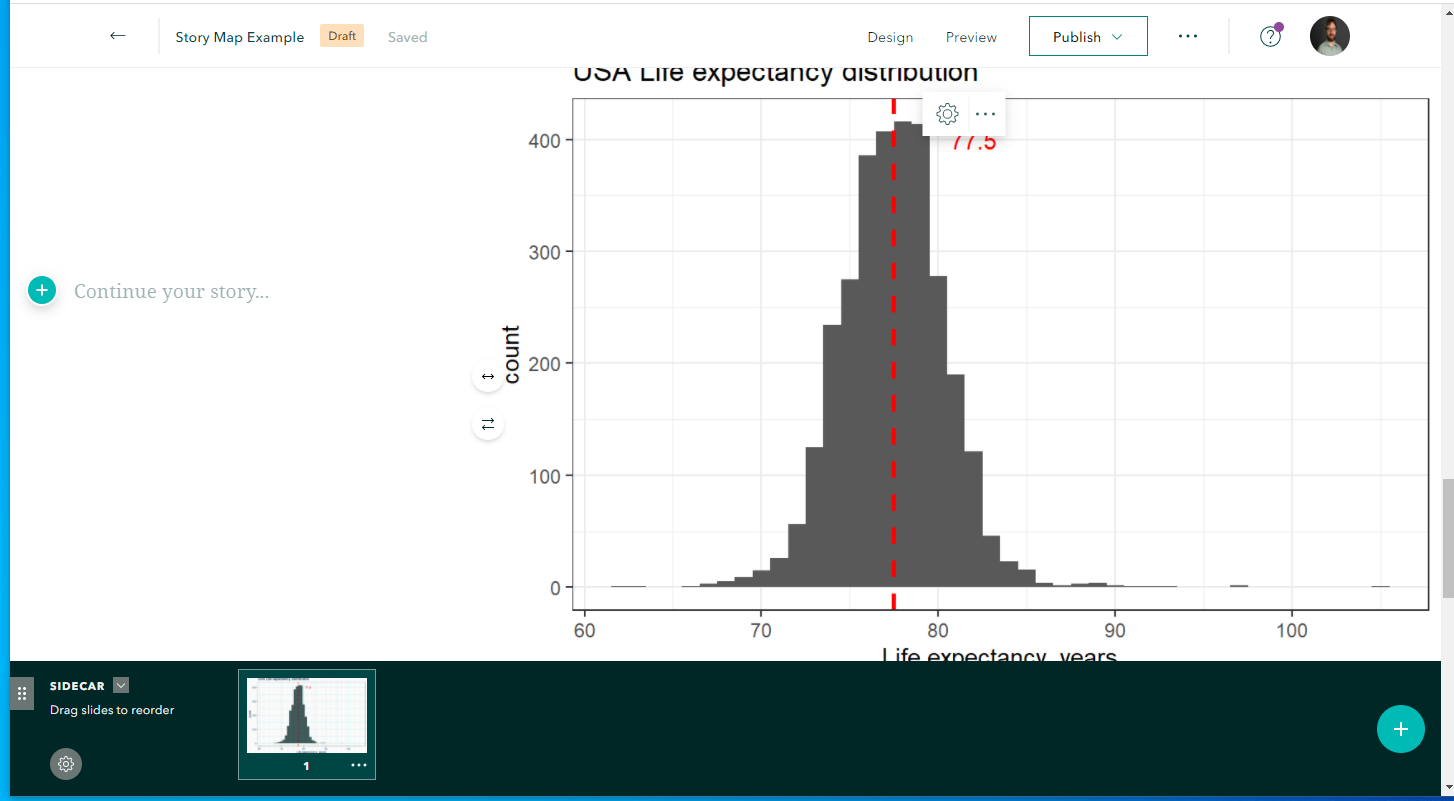 Story Map Example Draft Saved Design Preview Publish
USA Life expectancy distribution
77.5
400
300
200
100
0
count
Continue your story...
60 70 80 90 100
Life expectancy, years
SIDECAR
Drag slides to reorder
1